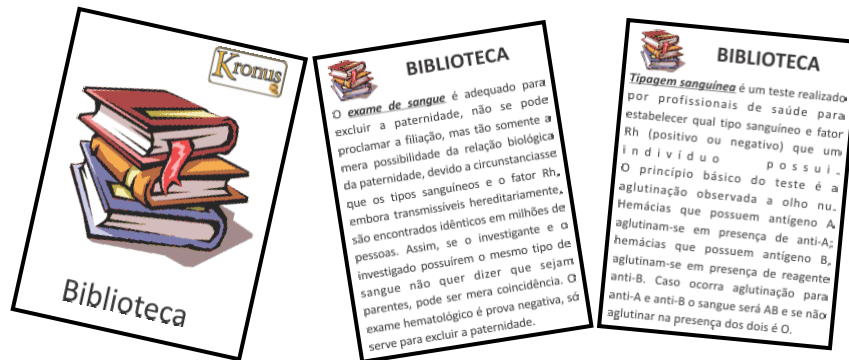 Kronus
Biblioteca
BIBLIOTECA
O exame de sangue é adequado para
excluir a paternidade, não se pode
proclamar a filiação, mas tão somente a
mera possibilidade da relação biológica
da paternidade, devido a circunstanciasse
que os tipos sanguíneos e o fator Rh,
embora transmissíveis hereditariamente,
são encontrados idênticos em milhões de
pessoas. Assim, se o investigante e o
investigado possuírem o mesmo tipo de
sangue não quer dizer que sejam
parentes, pode ser mera coincidência. O
exame hematológico é prova negativa, só
serve para excluir a paternidade.
BIBLIOTECA
Tipagem sanguínea é um teste realizado
por profissionais de saúde para
estabelecer qual tipo sanguíneo e fator
Rh (positivo ou negativo) que um
indivíduo possui.
O princípio básico do teste é a
aglutinação observada a olho nu.
Hemácias que possuem antígeno A,
aglutinam-se em presença de anti-A;
hemácias que possuem antígeno B,
aglutinam-se em presença de reagente
anti-B. Caso ocorra aglutinação para
anti-A e anti-B o sangue será AB e se não
aglutinar na presença dos dois é O.